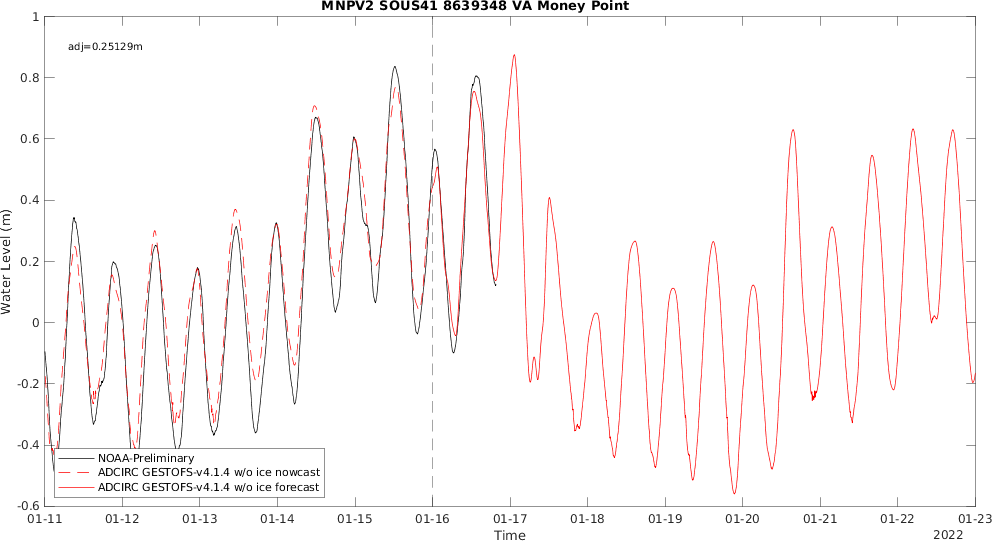 MNPV2 SOUS41 8639348 VA Money Point
adj=0.25129m
1
0.8
0.6
0.4
0.2
0
-0.2
-0.4
-0.6
Water Level (m)
NOAA-Preliminary
ADCIRC GESTOFS-v4.1.4 w/o ice nowcast
ADCIRC GESTOFS-v4.1.4 w/o ice forecast
01-11 01-12 01-13 01-14 01-15 01-16 01-17 01-18 01-19 01-20 01-21 01-22 01-23
Time
2022